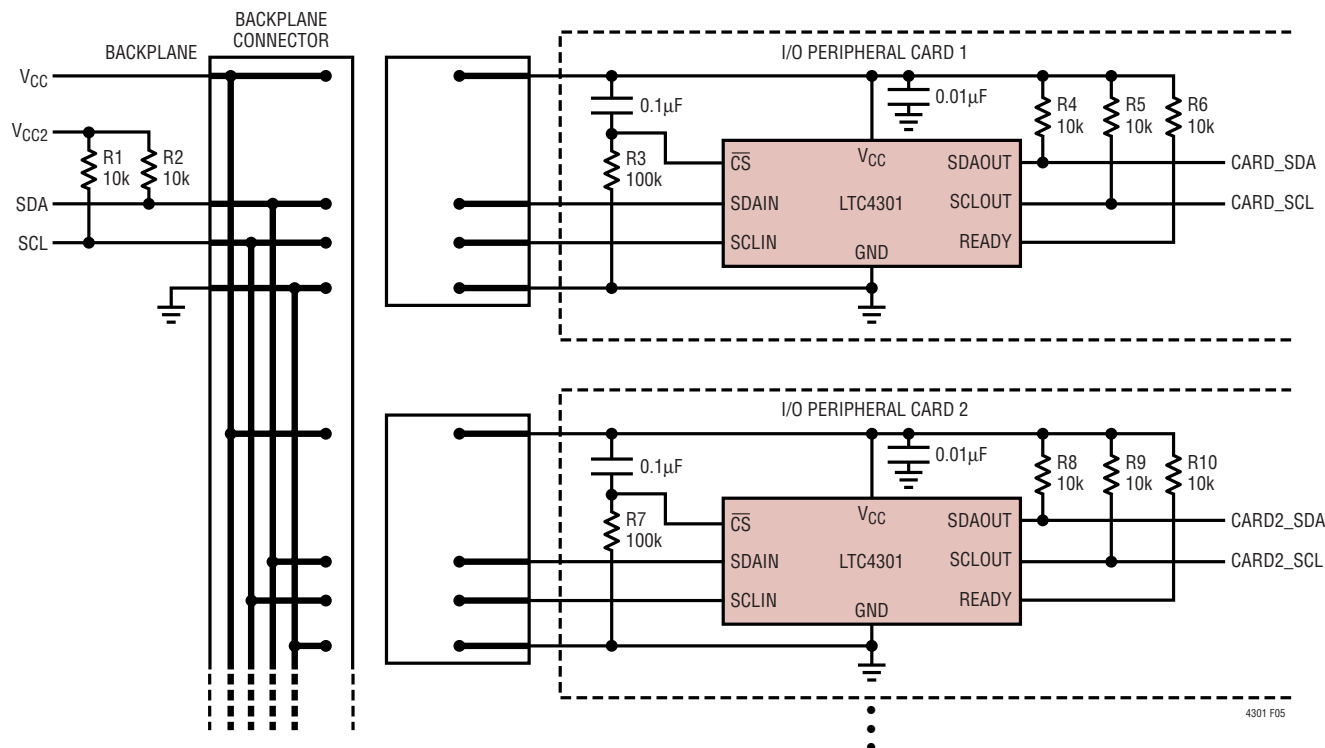 BACKPLANE
CONNECTOR
BACKPLANE
I/O PERIPHERAL CARD 1
VCC
VCC2
R1
10k
R2
10k
SDA
SCL
0.1µF
R3
100k
0.01µF
R4
10k
R5
10k
R6
10k
CS
VCC
SDAOUT
CARD_SDA
SDAIN
LTC4301
SCLOUT
CARD_SCL
SCLIN
READY
GND
I/O PERIPHERAL CARD 2
0.1µF
R7
100k
0.01µF
R8
10k
R9
10k
R10
10k
CS
VCC
SDAOUT
CARD2_SDA
SDAIN
LTC4301
SCLOUT
CARD2_SCL
SCLIN
READY
GND
4301 F05